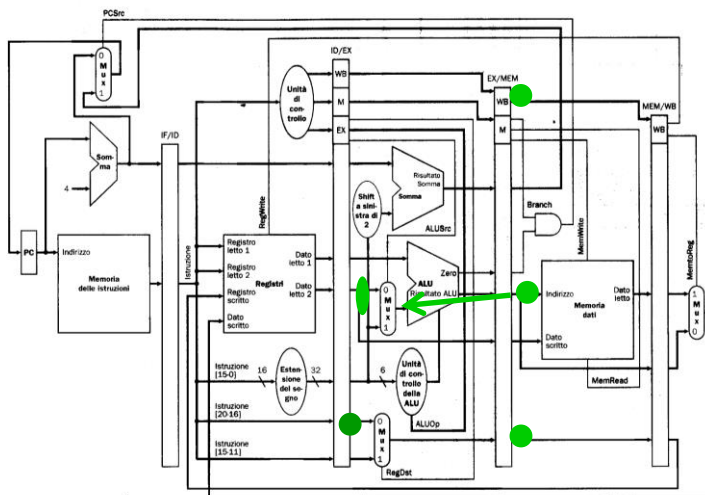 PCSrc
0
M
u
x
1
ID/EX
WB
M
EX
Unità
di
controllo
EX/MEM
WB
M
MEM/WB
WB
IF/ID
Som-
ma
4
RegWrite
Shift
a sini-
stra di
2
Risultato
Somma
Somma
ALUSrc
Branch
MemWrite
MemtoReg
PC
Indirizzo
Memoria
delle istruzioni
Istruzione
Registro
letto 1
Registro
letto 2
Registro
scritto
Dato
scritto
Registri
Dato
letto 1
Dato
letto 2
0
M
u
x
1
ALU
Zero
Risultato ALU
Indirizzo
Dato
letto
Memoria
dati
Dato
scritto
1
M
u
x
0
Istruzione
[15-0]
16
Esten-
sione
del segno
32
6
Unità
di con-
trollo
della
ALU
MemRead
Istruzione
[20-16]
ALUOp
0
M
u
x
1
Istruzione
[15-11]
RegDst